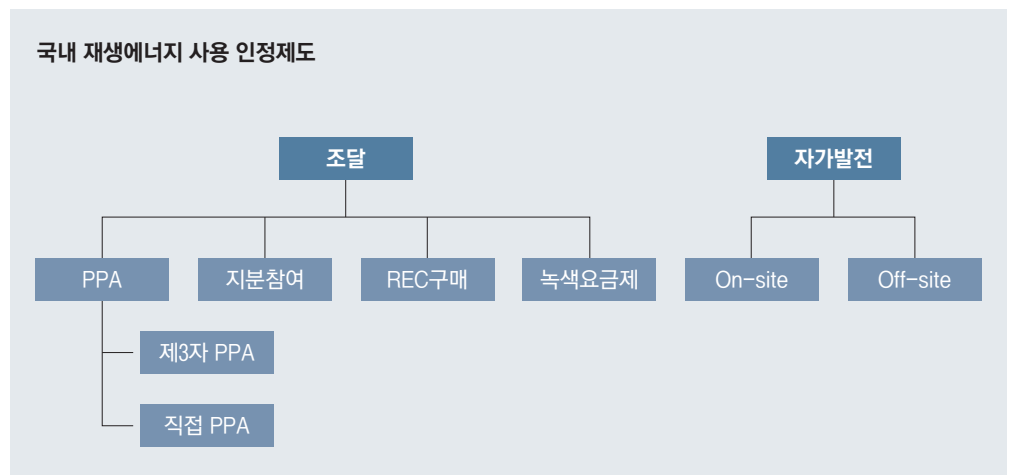 국내 재생에너지 사용 인정제도
조달
자가발전
PPA
지분참여
REC구매
녹색요금제
On-site
Off-site
제3자 PPA
직접 PPA